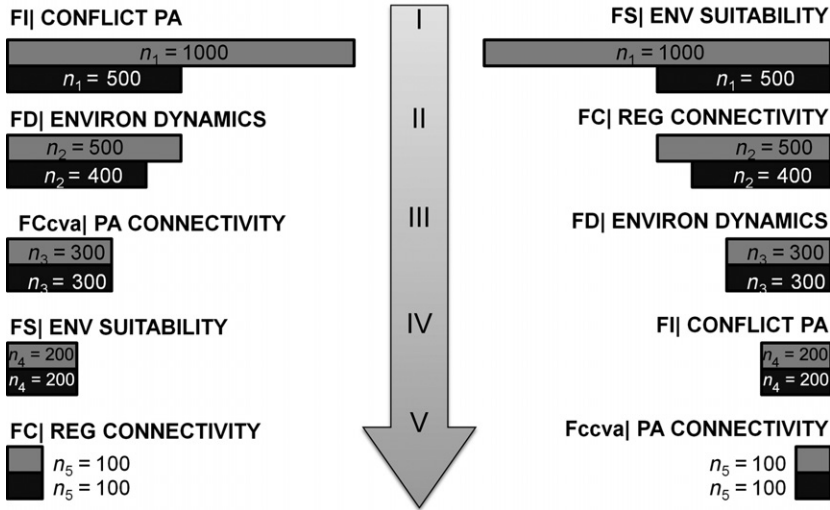 FI| CONFLICT PA
n₁ = 1000
n₁ = 500
FD| ENVIRON DYNAMICS
n₂ = 500
n₂ = 400
FCcva| PA CONNECTIVITY
n₃ = 300
n₃ = 300
FS| ENV SUITABILITY
n₄ = 200
n₄ = 200
FC| REG CONNECTIVITY
n₅ = 100
n₅ = 100
I
II
III
IV
V
FS| ENV SUITABILITY
n₁ = 1000
n₁ = 500
FC| REG CONNECTIVITY
n₂ = 500
n₂ = 400
FD| ENVIRON DYNAMICS
n₃ = 300
n₃ = 300
FI| CONFLICT PA
n₄ = 200
n₄ = 200
Fccva| PA CONNECTIVITY
n₅ = 100
n₅ = 100